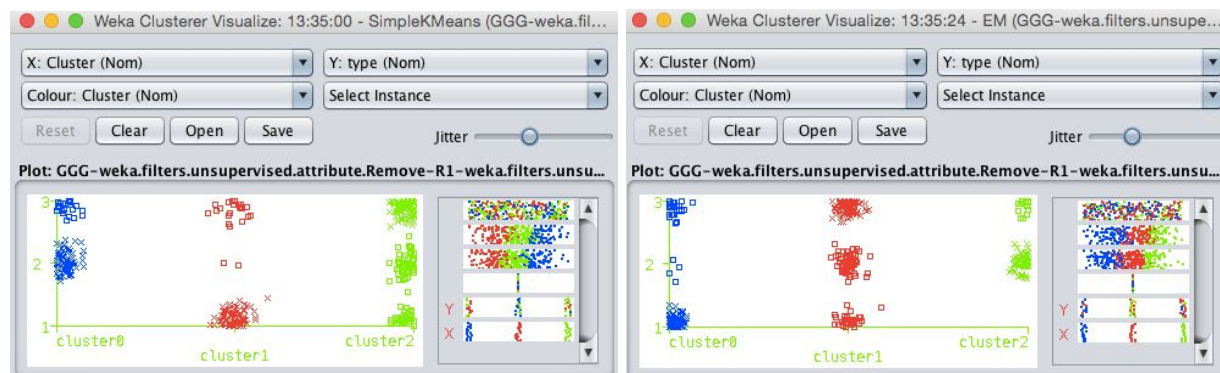 Weka Clusterer Visualize: 13:35:00 - SimpleKMeans (GGG-weka.fil...
X: Cluster (Nom) Y: type (Nom)
Colour: Cluster (Nom) Select Instance
Reset Clear Open Save Jitter
Plot: GGG-weka.filters.unsupervised.attribute.Remove-R1-weka.filters.unsu...
3
2
1
cluster0 cluster1 cluster2
Y
X
Weka Clusterer Visualize: 13:35:24 - EM (GGG-weka.filters.unsupe...
X: Cluster (Nom) Y: type (Nom)
Colour: Cluster (Nom) Select Instance
Reset Clear Open Save Jitter
Plot: GGG-weka.filters.unsupervised.attribute.Remove-R1-weka.filters.unsu...
3
2
1
cluster0 cluster1 cluster2
Y
X